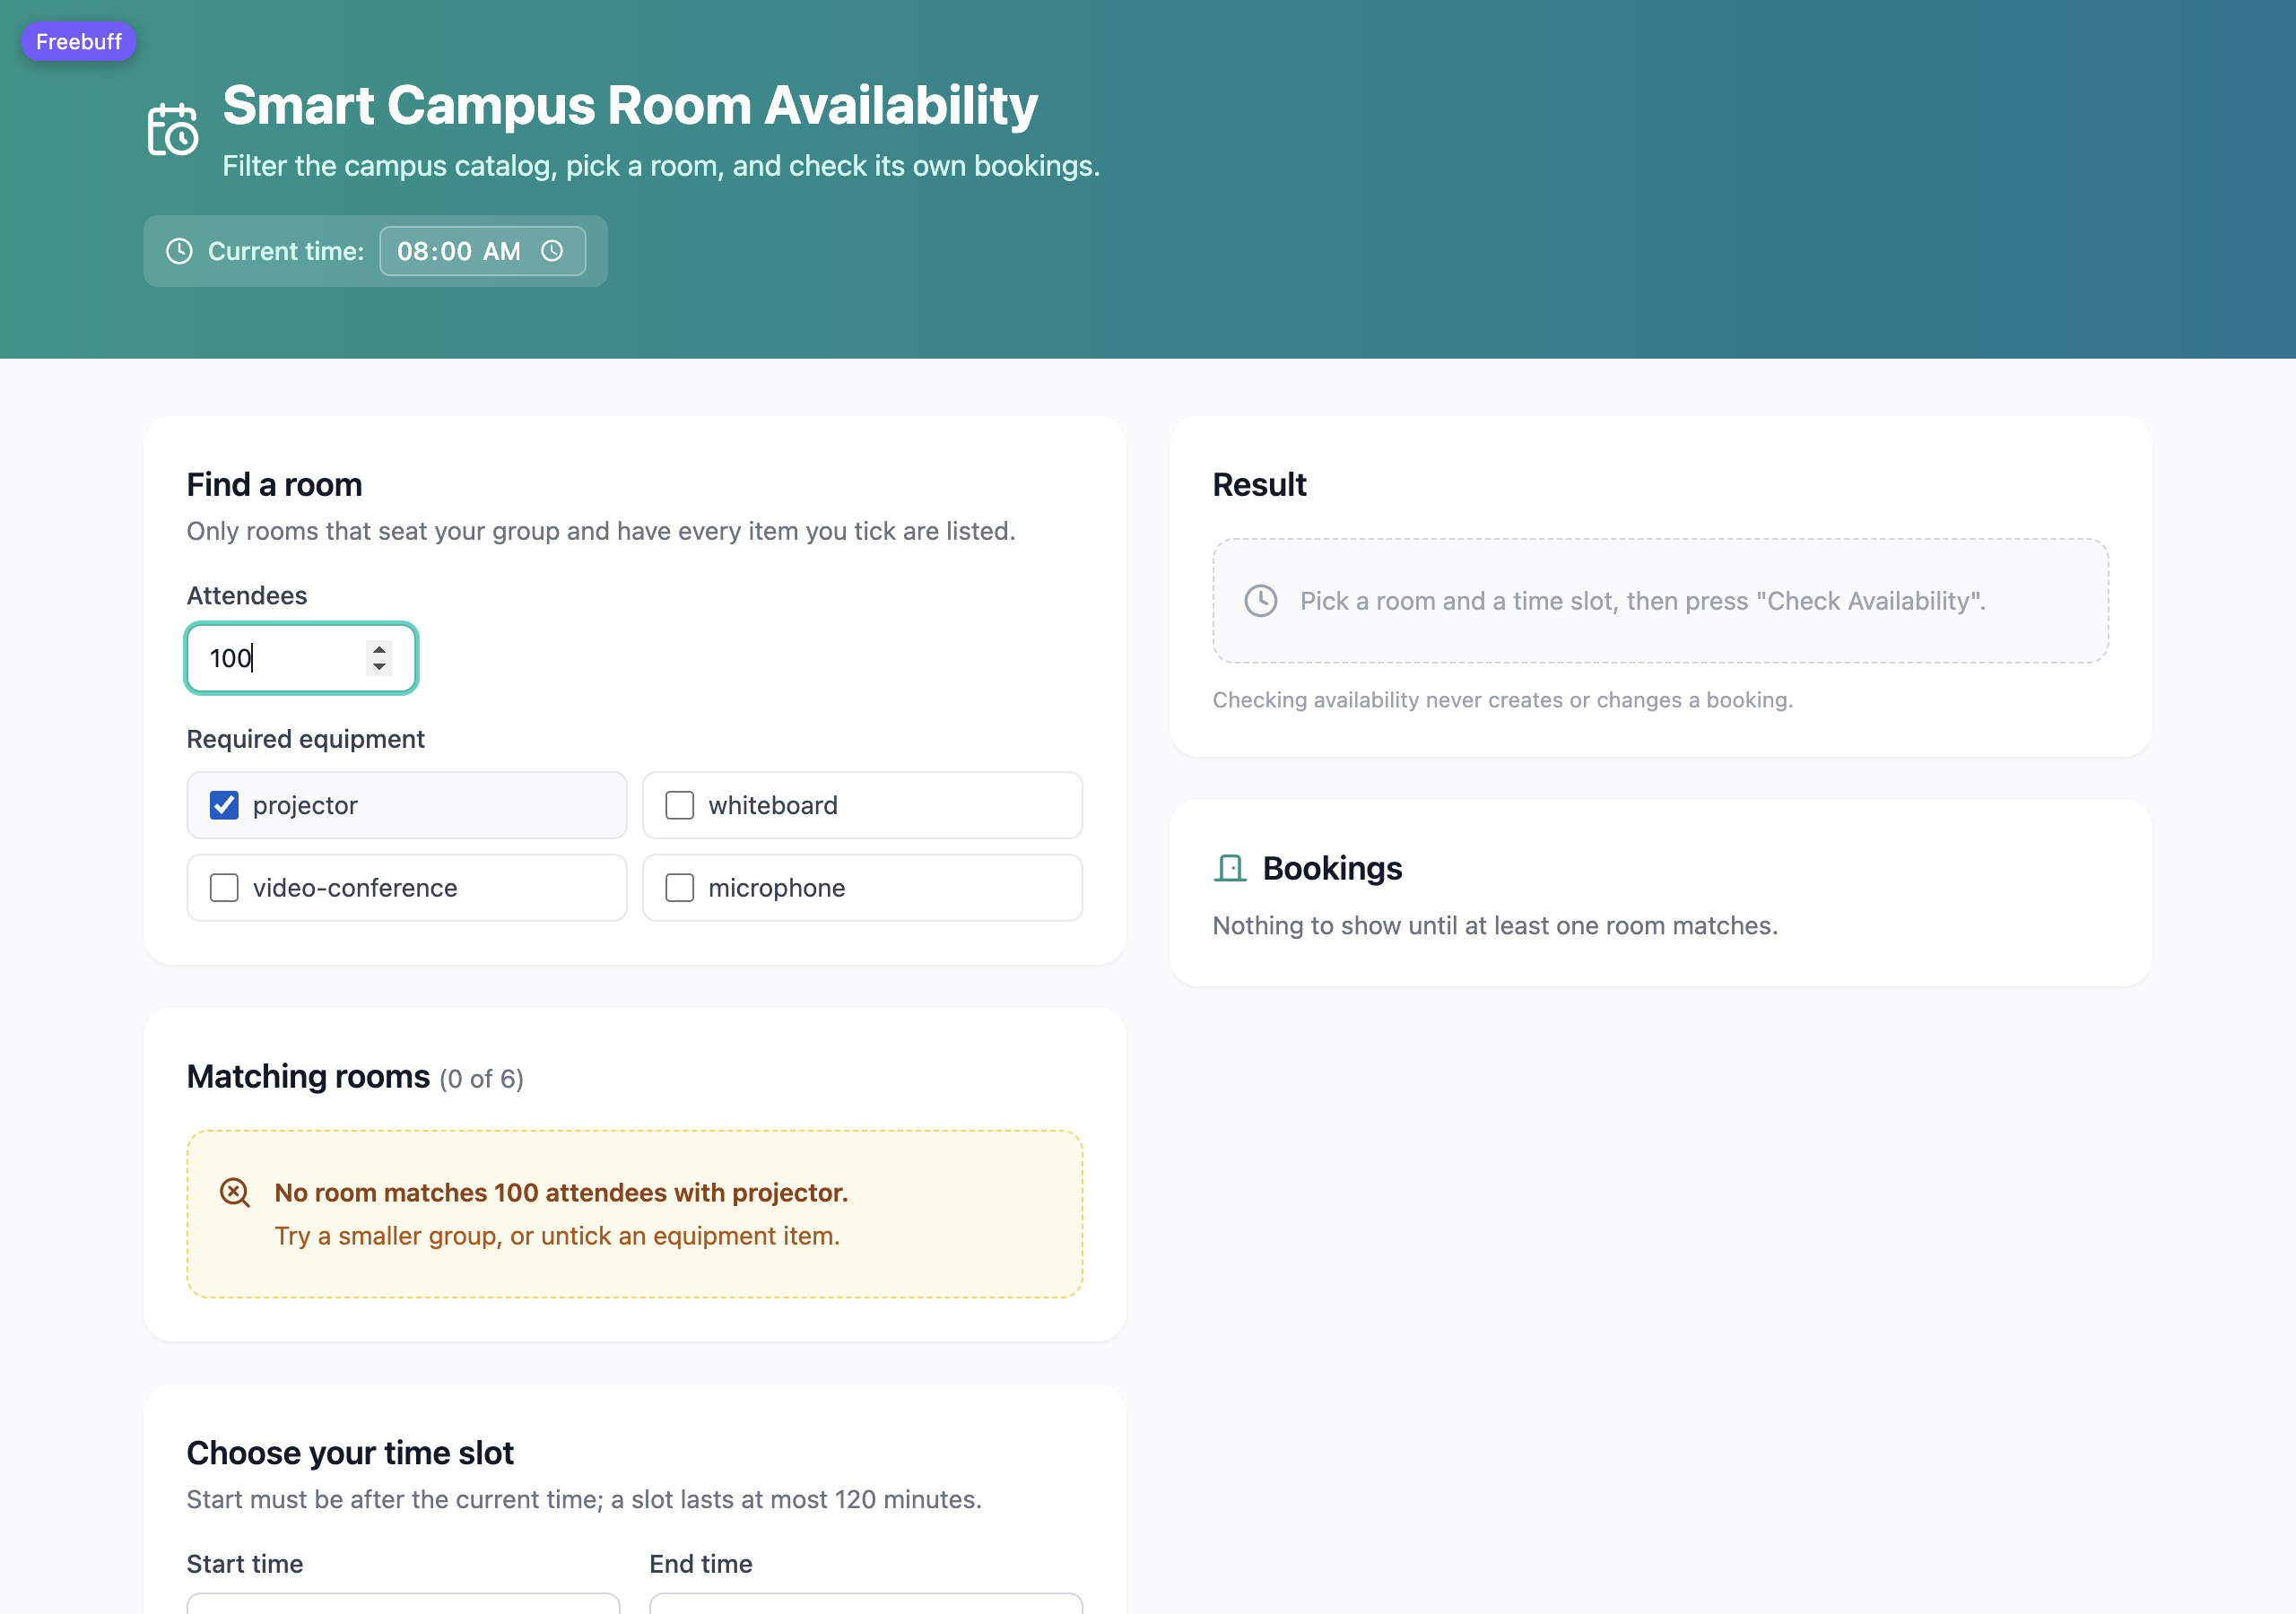 Freebuff
Smart Campus Room Availability
Filter the campus catalog, pick a room, and check its own bookings.
Current time: 08:00 AM
Find a room
Only rooms that seat your group and have every item you tick are listed.
Attendees
100
Required equipment
projector
whiteboard
video-conference
microphone
Matching rooms (0 of 6)
No room matches 100 attendees with projector.
Try a smaller group, or untick an equipment item.
Choose your time slot
Start must be after the current time; a slot lasts at most 120 minutes.
Start time
End time
Result
Pick a room and a time slot, then press "Check Availability".
Checking availability never creates or changes a booking.
Bookings
Nothing to show until at least one room matches.